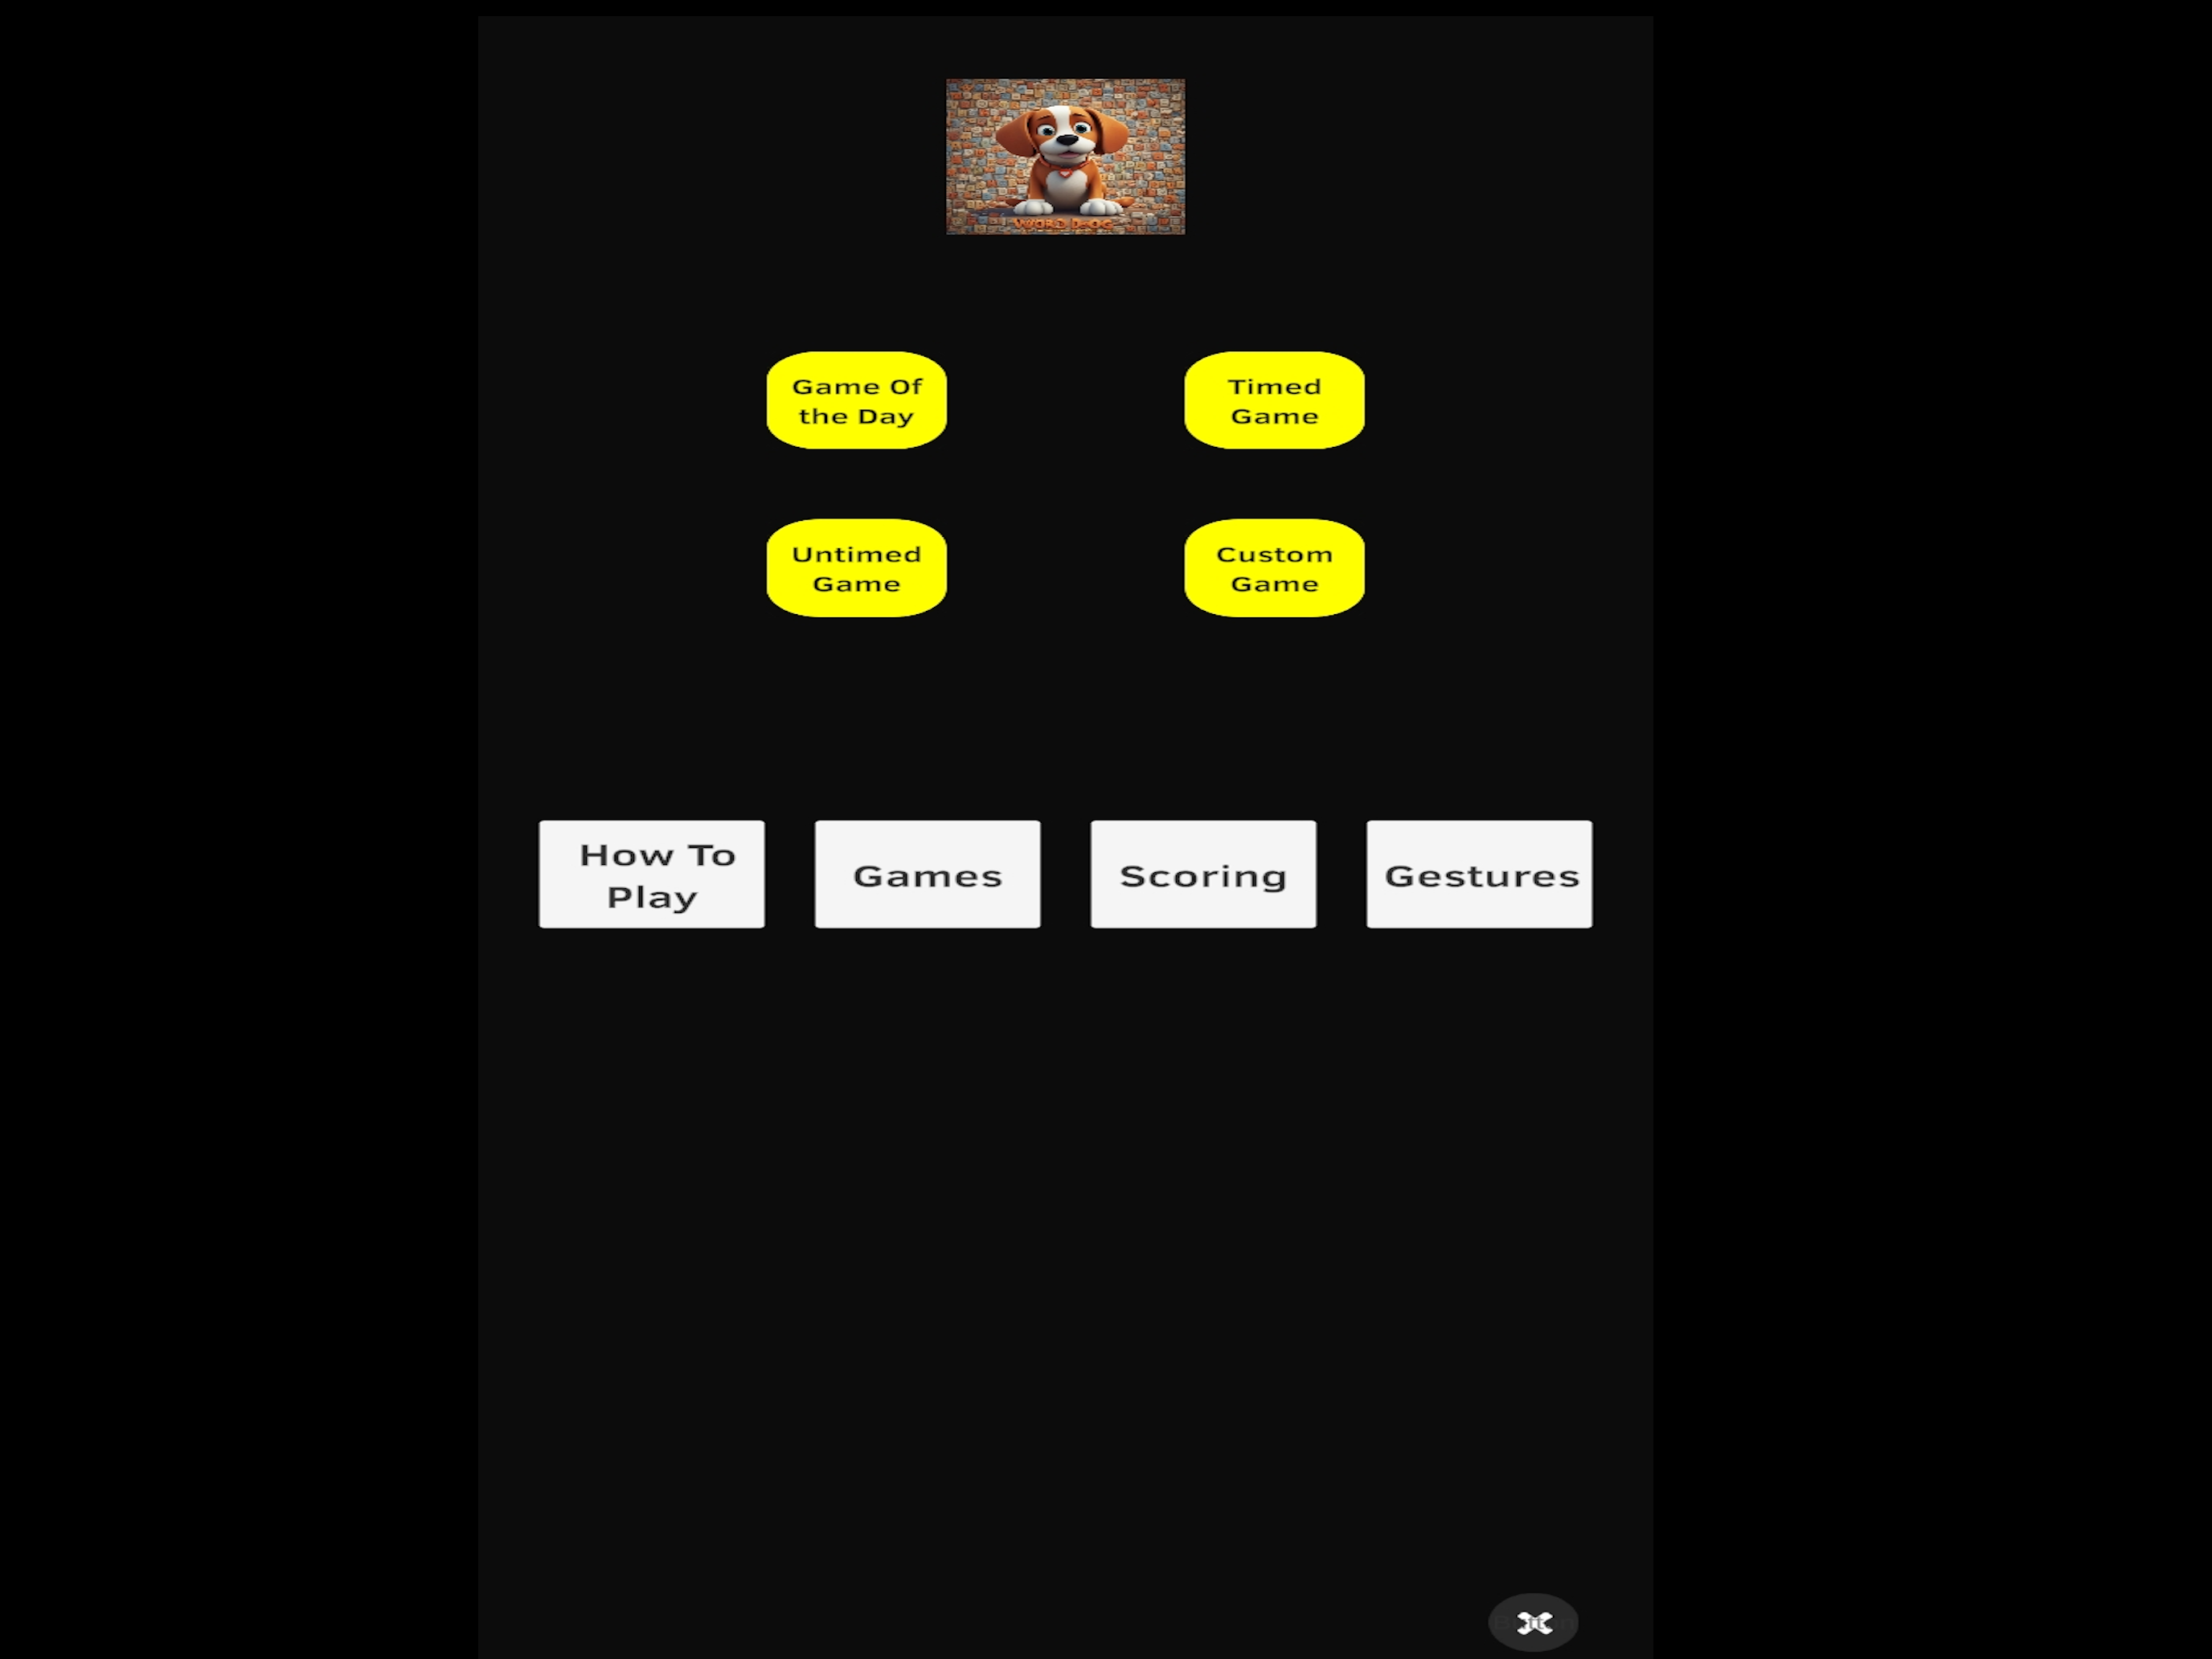 WORD DOG
Game Of
the Day
Timed
Game
Untimed
Game
Custom
Game
How To
Play
Games
Scoring
Gestures